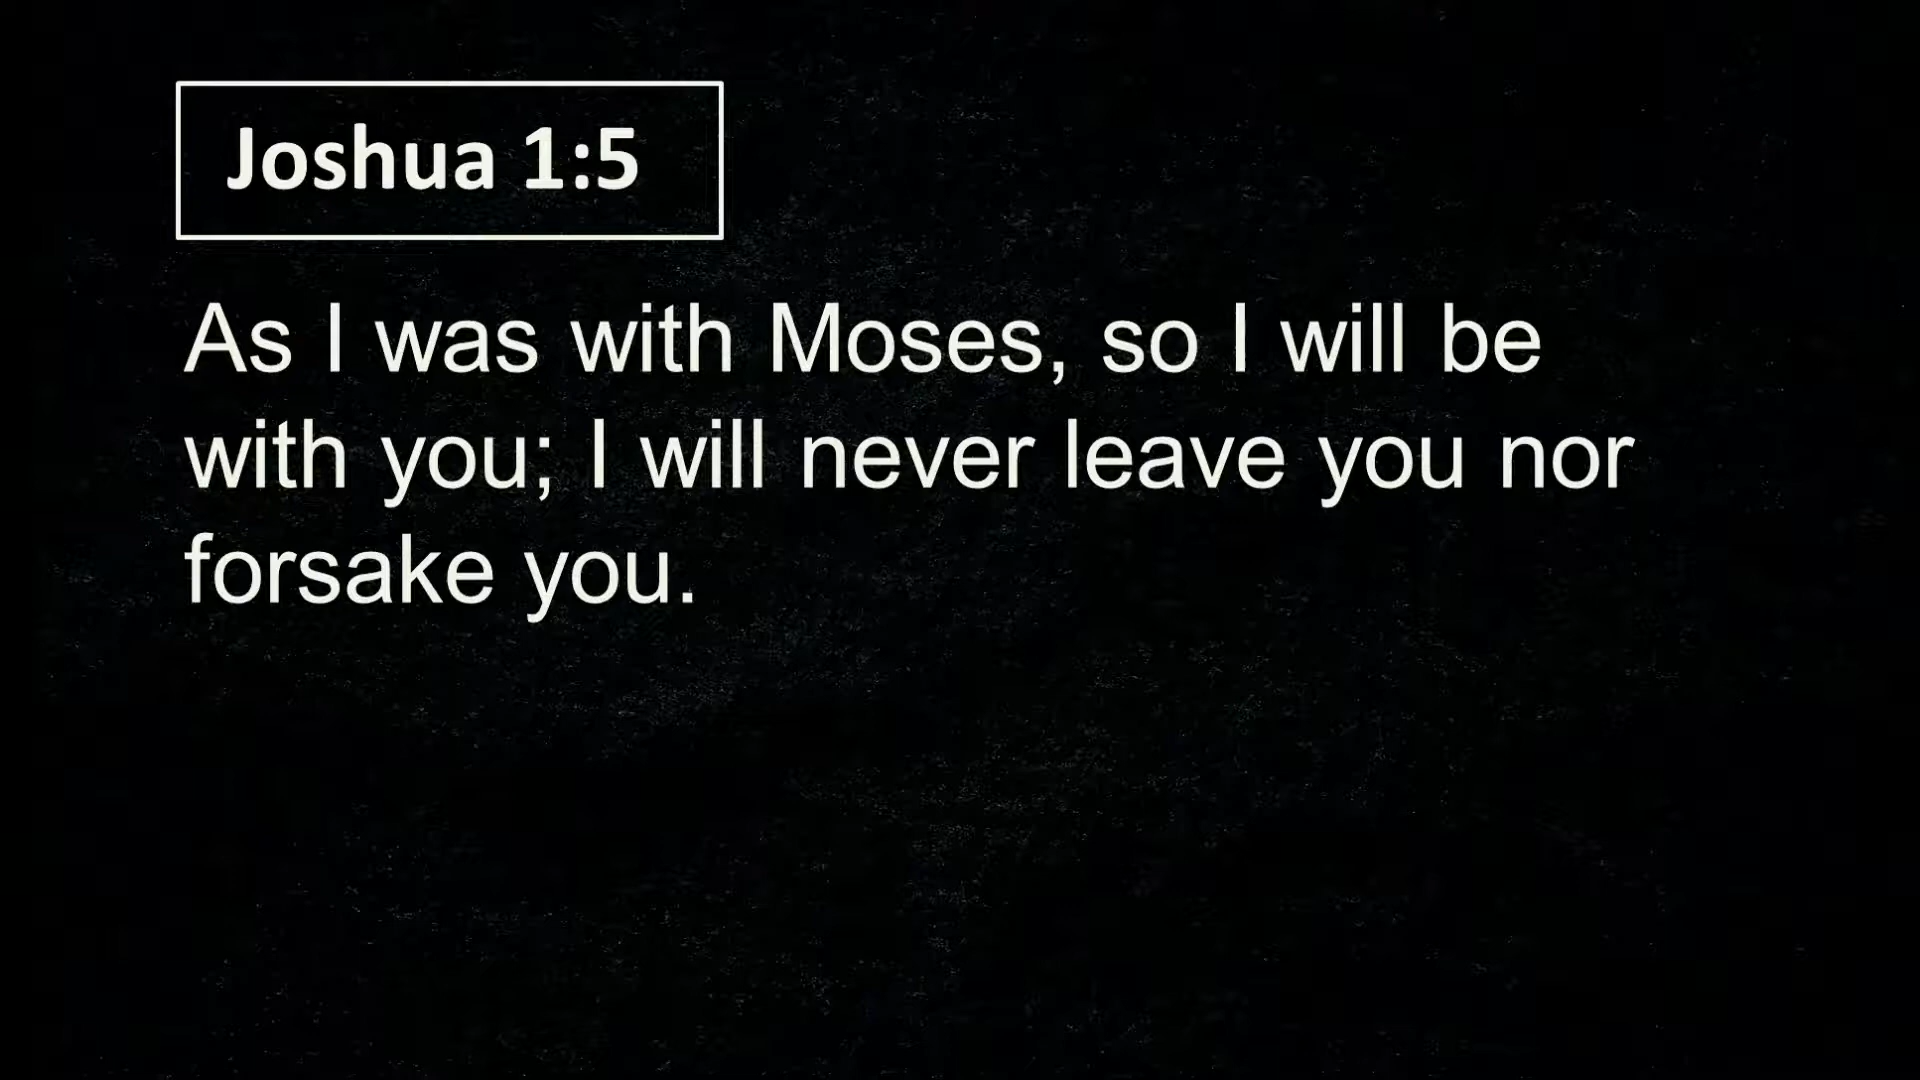 Joshua 1:5
As I was with Moses, so I will be
with you; I will never leave you nor
forsake you.